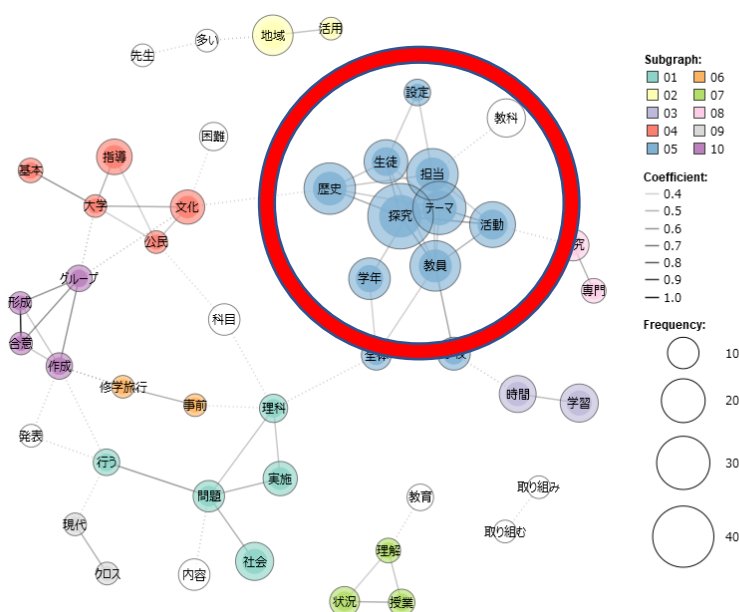 地域
活用
多い
先生
設定
教科
困難
指導
生徒
担当
基本
歴史
大学
文化
探究
テーマ
活動
公民
究
教員
グループ
学年
専門
形成
科目
合意
作成
修学旅行
時間
学習
事前
理科
発表
行う
実施
問題
教育
取り組み
現代
取り組む
理解
社会
クロス
内容
状況
授業
Subgraph:
01 06
02 07
03 08
04 09
05 10
Coefficient:
0.4
0.5
0.6
0.7
0.8
0.9
1.0
Frequency:
10
20
30
40